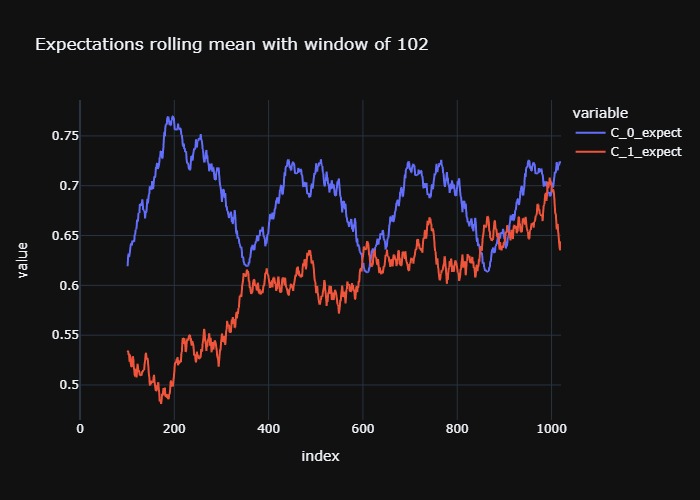 Expectations rolling mean with window of 102
variable
C_0_expect
C_1_expect
value
0.75
0.7
0.65
0.6
0.55
0.5
0
200
400
600
800
1000
index